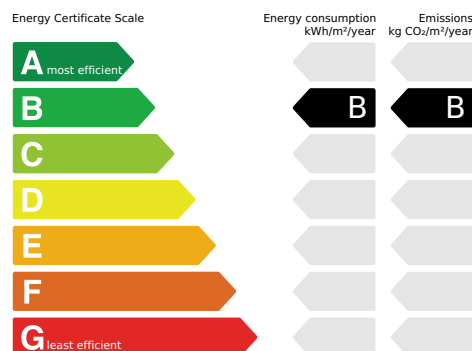 Energy Certificate Scale
Energy consumption
kWh/m²/year
Emissions
kg CO₂/m²/year
A most efficient
B
B
B
C
D
E
F
G least efficient